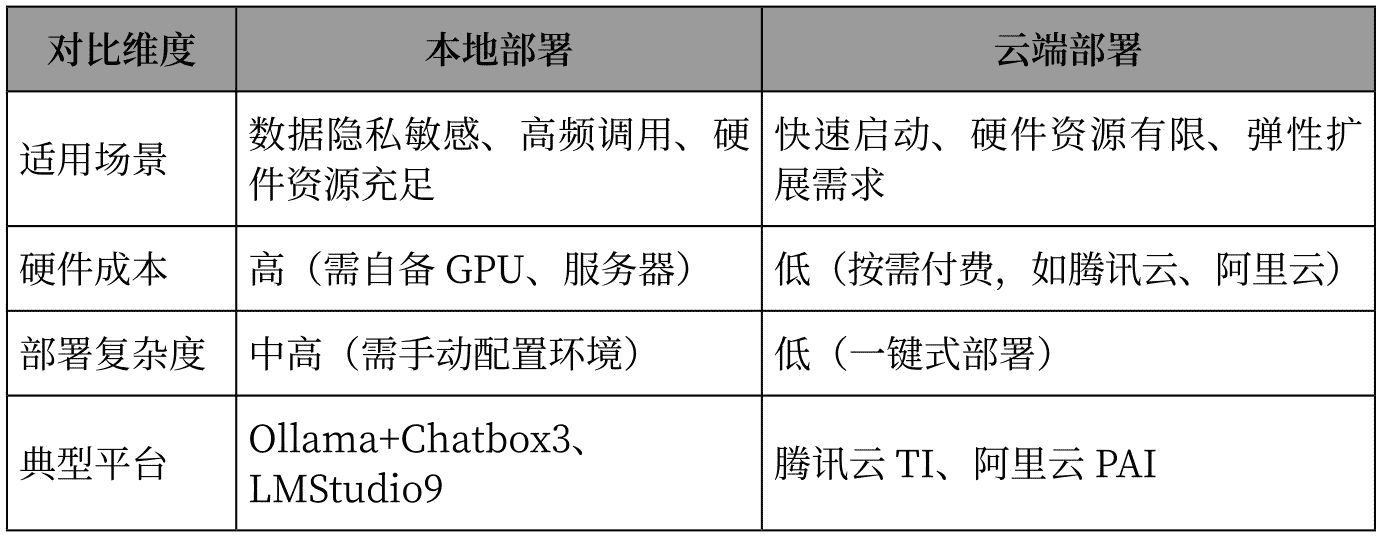 对比维度 本地部署 云端部署
适用场景
数据隐私敏感、高频调用、硬
件资源充足
快速启动、硬件资源有限、弹性扩
展需求
硬件成本 高（需自备 GPU、服务器） 低（按需付费，如腾讯云、阿里云）
部署复杂度 中高（需手动配置环境） 低（一键式部署）
典型平台
Ollama+Chatbox3、
LMStudio9
腾讯云 TI、阿里云 PAI